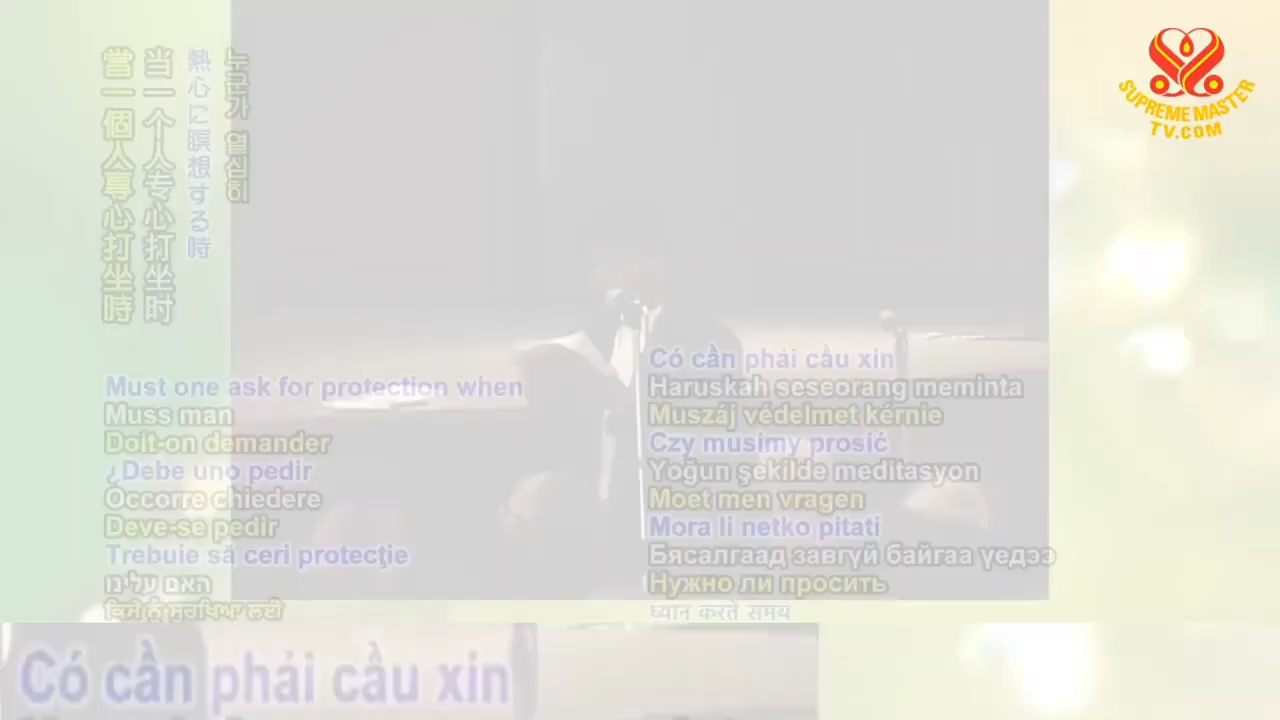 當一個人專心打坐時
当一个人专心打坐时
熱心に瞑想する時
누군가 열심히
SUPREME MASTER
TV.COM
Must one ask for protection when
Muss man
Doit-on demander
¿Debe uno pedir
Occorre chiedere
Deve-se pedir
Trebuie să ceri protecţie
האם עלינו
ਕਿਸੇ ਨੂੰ ਸੁਰਖਿਆ ਲਈ
Có cần phải cầu xin
Haruskah seseorang meminta
Muszáj védelmet kérnie
Czy musimy prosić
Yoğun şekilde meditasyon
Moet men vragen
Mora li netko pitati
Бясалгаад завгүй байгаа үедээ
Нужно ли просить
ध्यान करते समय
Có cần phải cầu xin